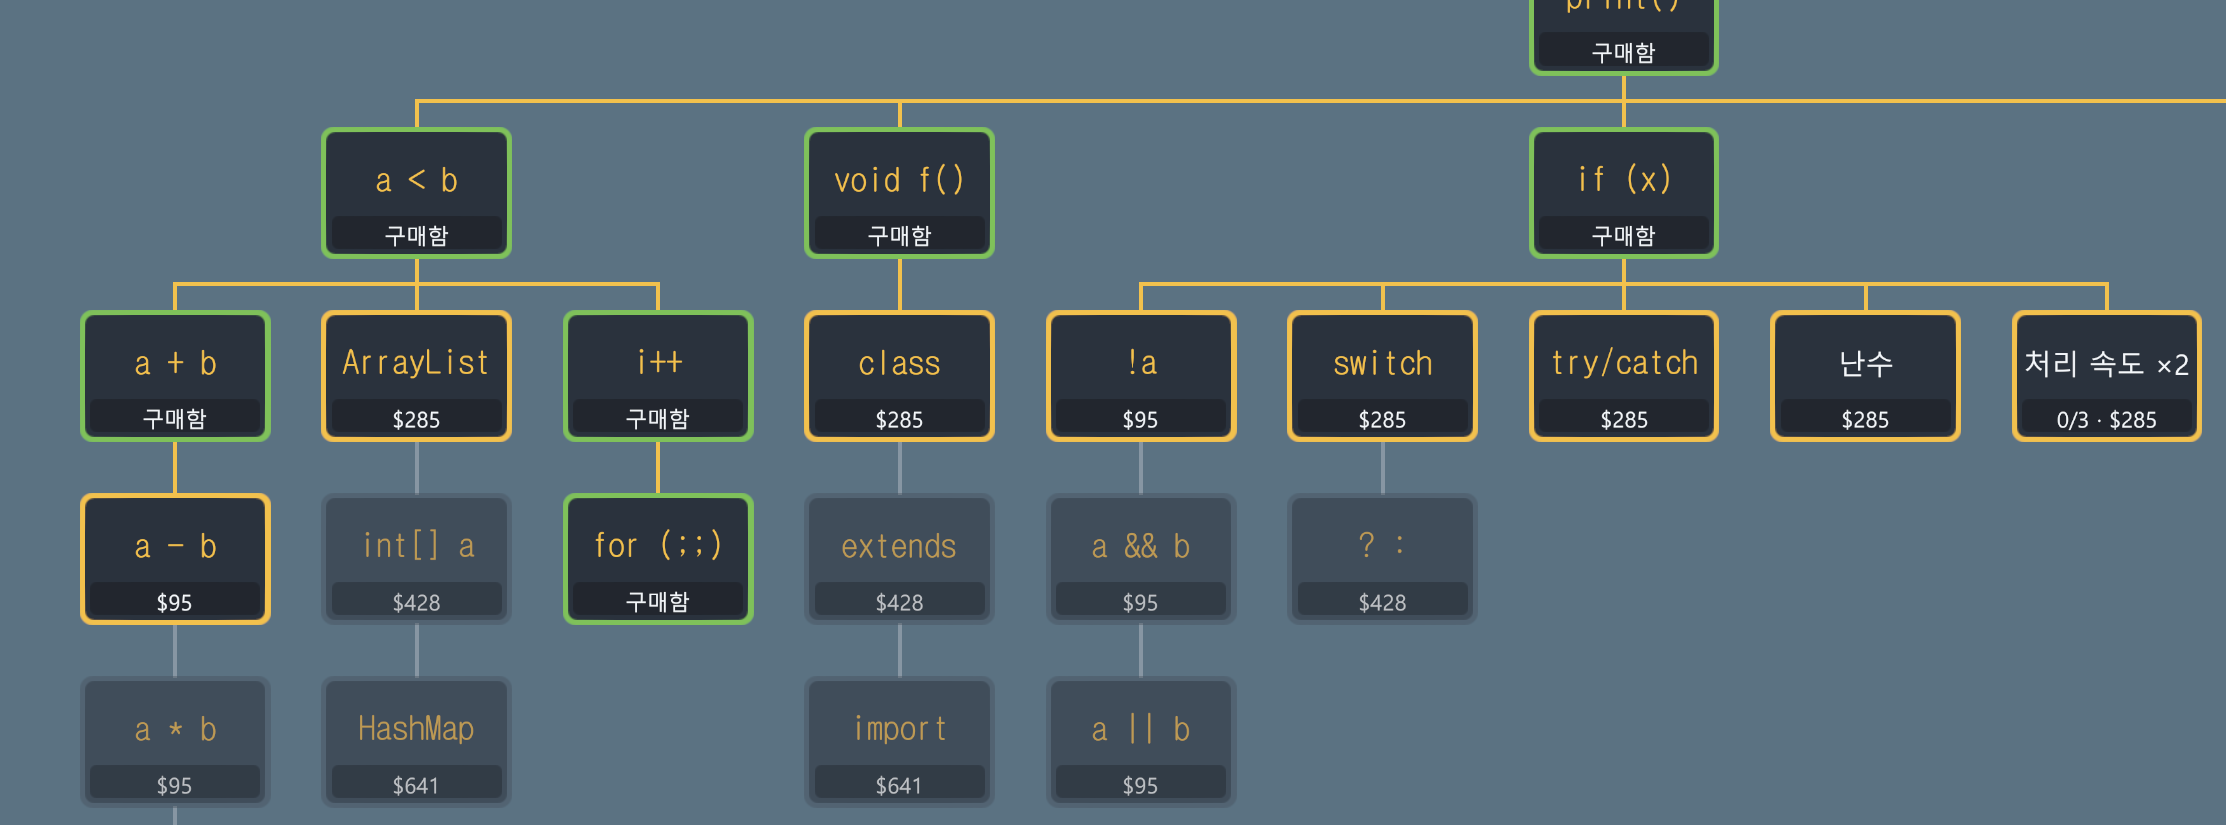 print()
구매함
a < b
구매함
void f()
구매함
if (x)
구매함
a + b
구매함
ArrayList
$285
i++
구매함
class
$285
!a
$95
switch
$285
try/catch
$285
난수
$285
처리 속도 ×2
0/3 · $285
a - b
$95
int[] a
$428
for (;;)
구매함
extends
$428
a && b
$95
? :
$428
a * b
$95
HashMap
$641
import
$641
a || b
$95